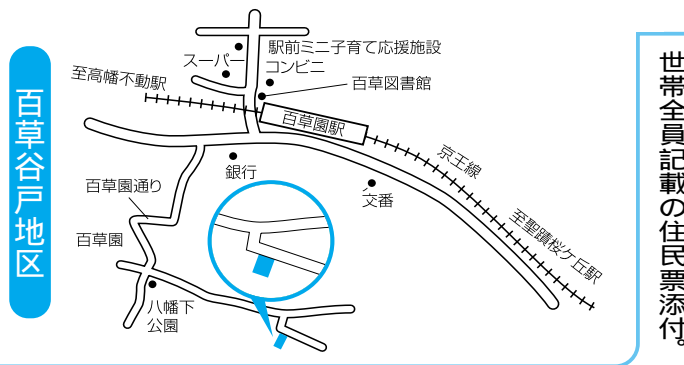 世帯全員記載の住民票添付。
百草谷戸地区
駅前ミニ子育て応援施設
スーパー
コンビニ
至高幡不動駅
百草図書館
百草園駅
京王線
銀行
交番
百草園通り
至聖蹟桜ケ丘駅
百草園
八幡下
公園